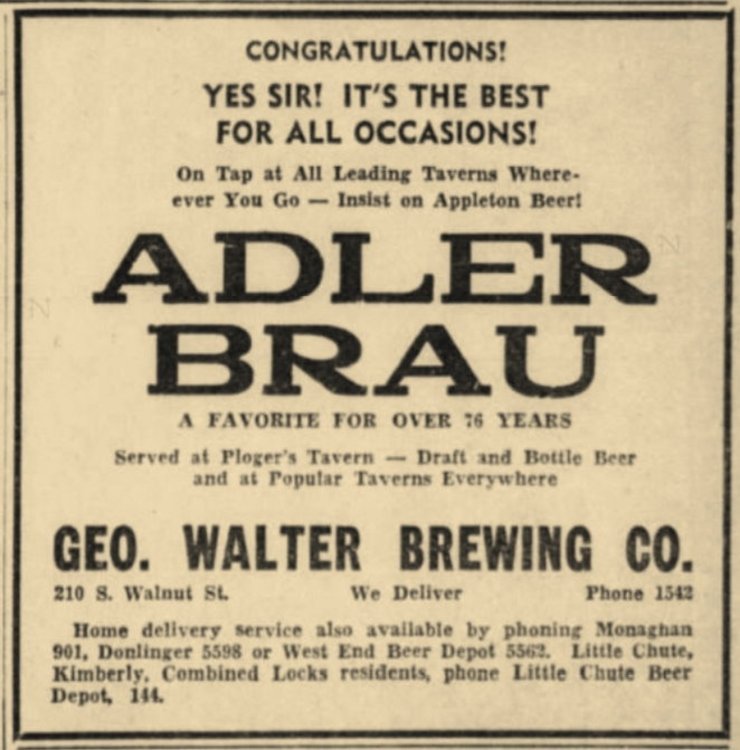 CONGRATULATIONS!
YES SIR! IT'S THE BEST
FOR ALL OCCASIONS!
On Tap at All Leading Taverns Where-
ever You Go — Insist on Appleton Beer!
ADLER
BRAU
A FAVORITE FOR OVER 76 YEARS
Served at Ploger's Tavern — Draft and Bottle Beer
and at Popular Taverns Everywhere
GEO. WALTER BREWING CO.
210 S. Walnut St. We Deliver Phone 1542
Home delivery service also available by phoning Monaghan
901, Donlinger 5598 or West End Beer Depot 5562. Little Chute,
Kimberly, Combined Locks residents, phone Little Chute Beer
Depot, 144.